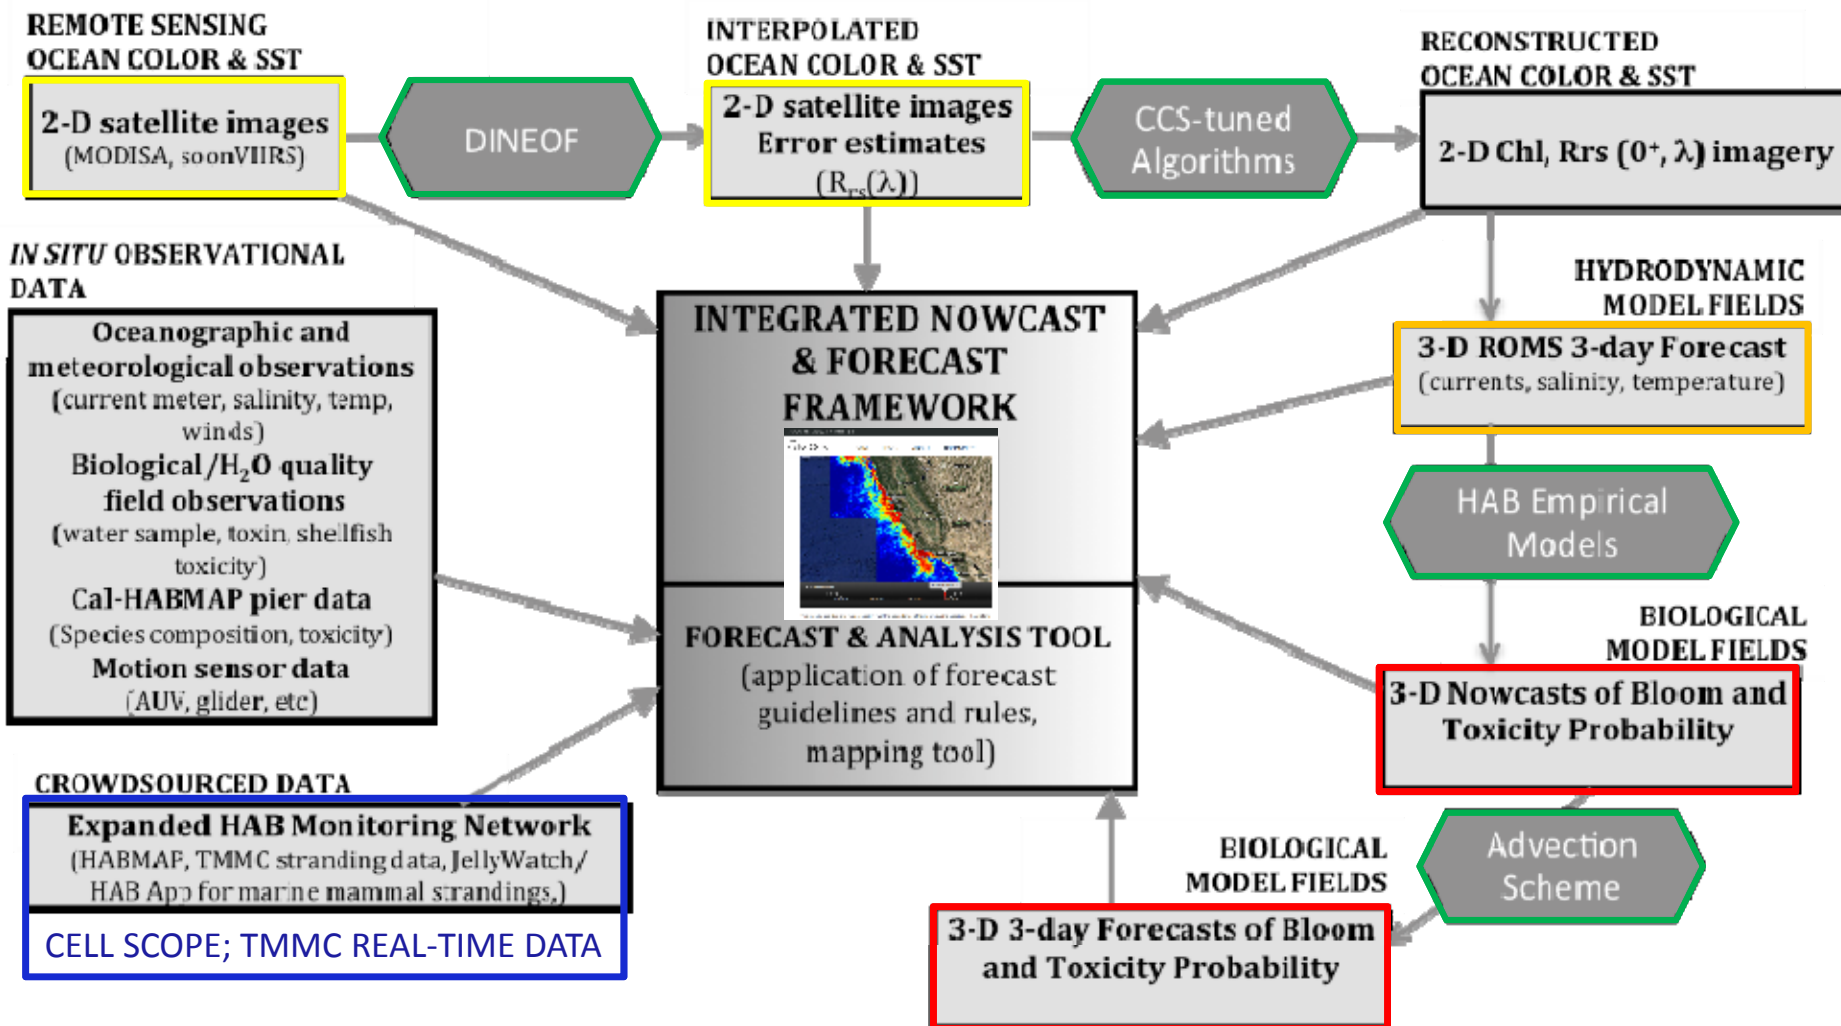 REMOTE SENSING
OCEAN COLOR & SST
2-D satellite images
(MODISA, soonVIIRS)
DINEOF
INTERPOLATED
OCEAN COLOR & SST
2-D satellite images
Error estimates
(Rrs(λ))
CCS-tuned
Algorithms
RECONSTRUCTED
OCEAN COLOR & SST
2-D Chl, Rrs (0⁺, λ) imagery
IN SITU OBSERVATIONAL
DATA
Oceanographic and
meteorological observations
(current meter, salinity, temp,
winds)
Biological/H₂O quality
field observations
(water sample, toxin, shellfish
toxicity)
Cal-HABMAP pier data
(Species composition, toxicity)
Motion sensor data
(AUV, glider, etc)
CROWDSOURCED DATA
Expanded HAB Monitoring Network
(HABMAP, TMMC stranding data, JellyWatch/
HAB App for marine mammal strandings,)
CELL SCOPE; TMMC REAL-TIME DATA
INTEGRATED NOWCAST
& FORECAST
FRAMEWORK
FORECAST & ANALYSIS TOOL
(application of forecast
guidelines and rules,
mapping tool)
HYDRODYNAMIC
MODEL FIELDS
3-D ROMS 3-day Forecast
(currents, salinity, temperature)
HAB Empirical
Models
BIOLOGICAL
MODEL FIELDS
3-D Nowcasts of Bloom and
Toxicity Probability
Advection
Scheme
BIOLOGICAL
MODEL FIELDS
3-D 3-day Forecasts of Bloom
and Toxicity Probability